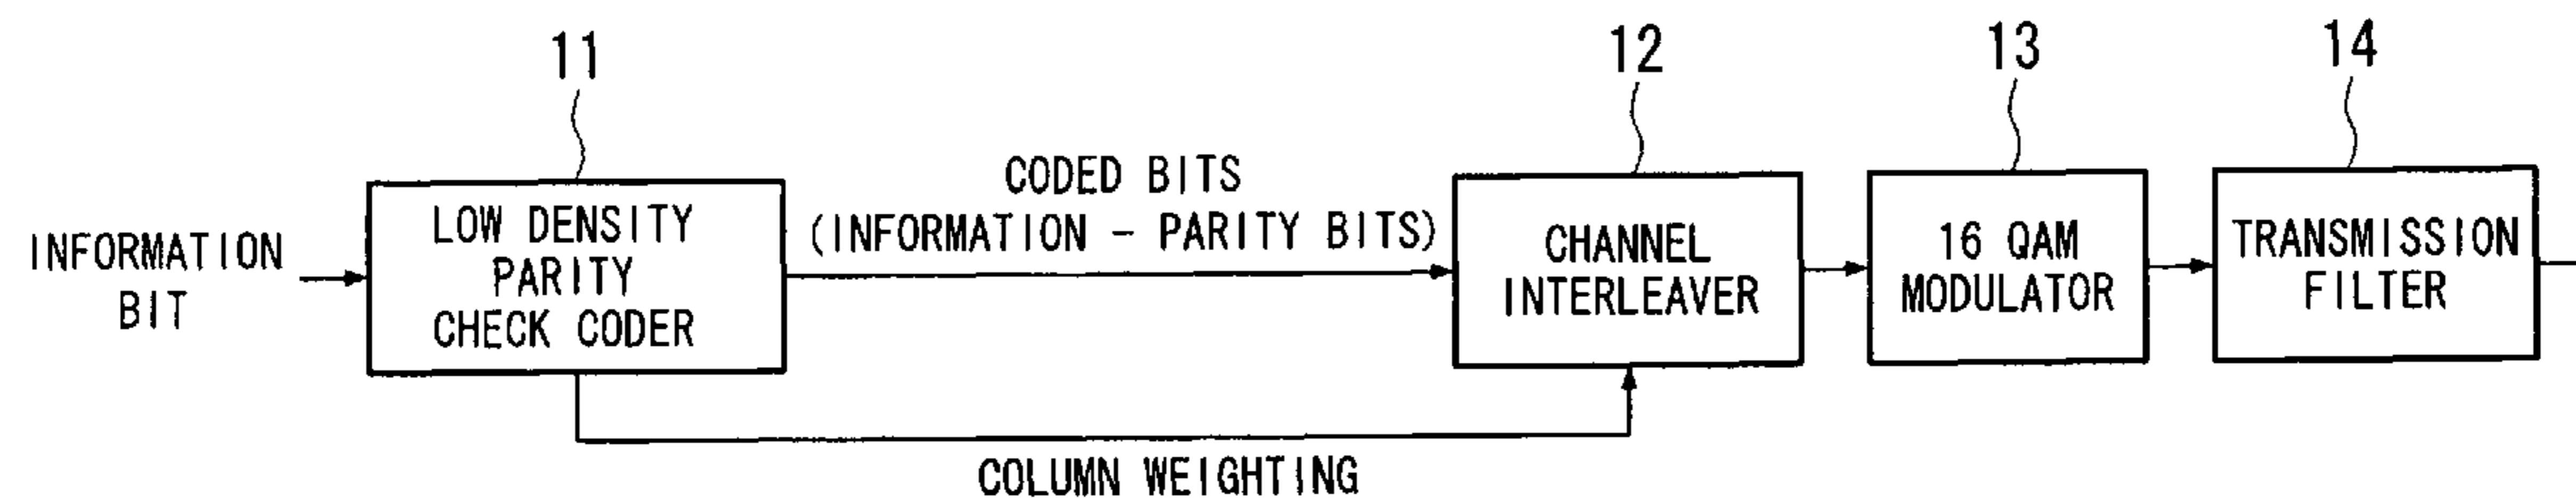 11
12
13
14
INFORMATION
BIT
LOW DENSITY
PARITY
CHECK CODER
CODED BITS
(INFORMATION - PARITY BITS)
CHANNEL
INTERLEAVER
16 QAM
MODULATOR
TRANSMISSION
FILTER
COLUMN WEIGHTING